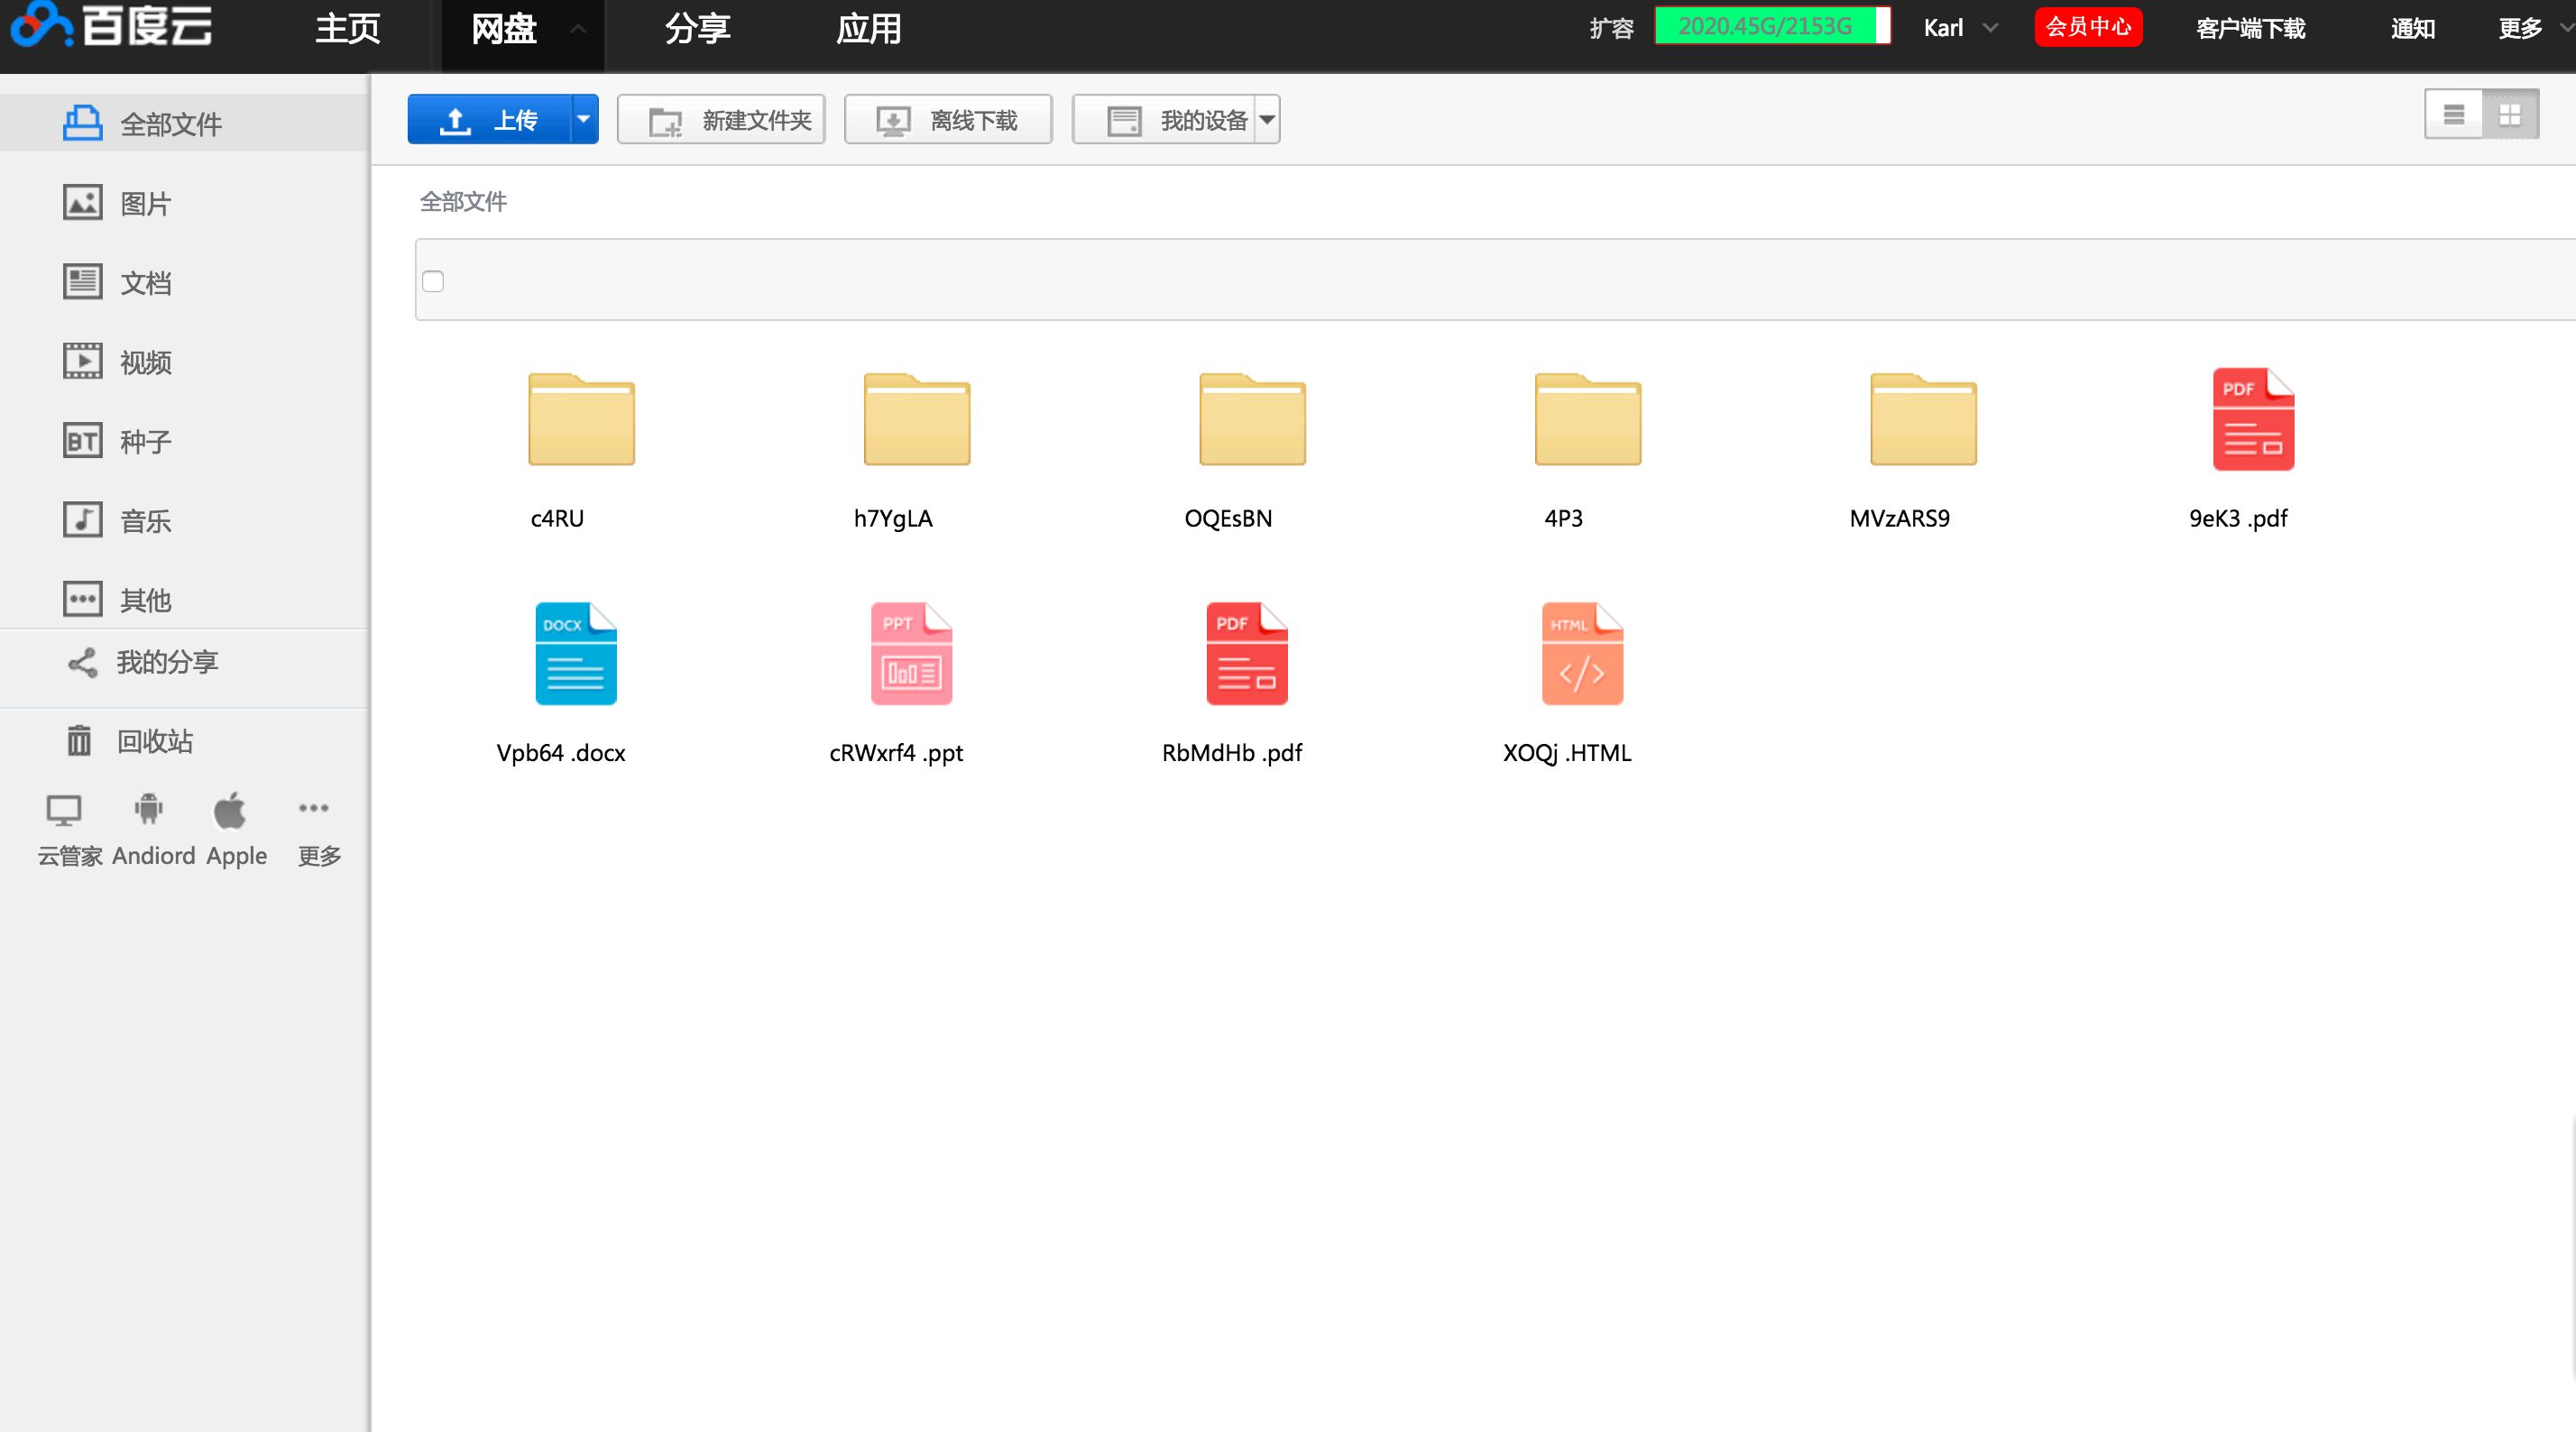 百度云 主页 网盘 分享 应用 扩容 2020.45G/2153G Karl 会员中心 客户端下载 通知 更多
全部文件
图片
文档
视频
BT 种子
音乐
其他
我的分享
回收站
云管家 Andiord Apple 更多
上传 新建文件夹 离线下载 我的设备
全部文件
PDF
c4RU h7YgLA OQEsBN 4P3 MVzARS9 9eK3 .pdf
DOCX PPT PDF HTML
Vpb64 .docx cRWxrf4 .ppt RbMdHb .pdf XOQj .HTML